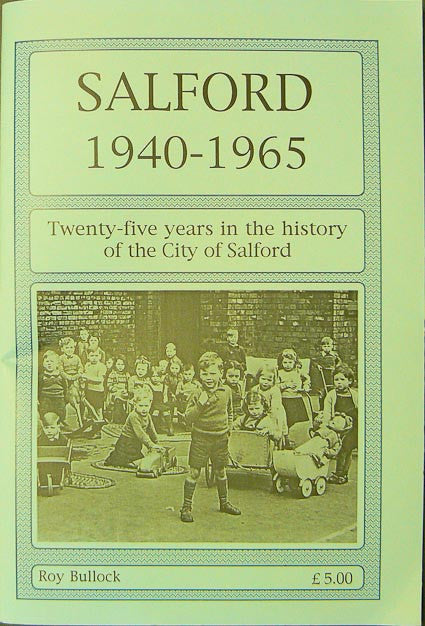 SALFORD
1940-1965
Twenty-five years in the history
of the City of Salford
Roy Bullock
£5.00